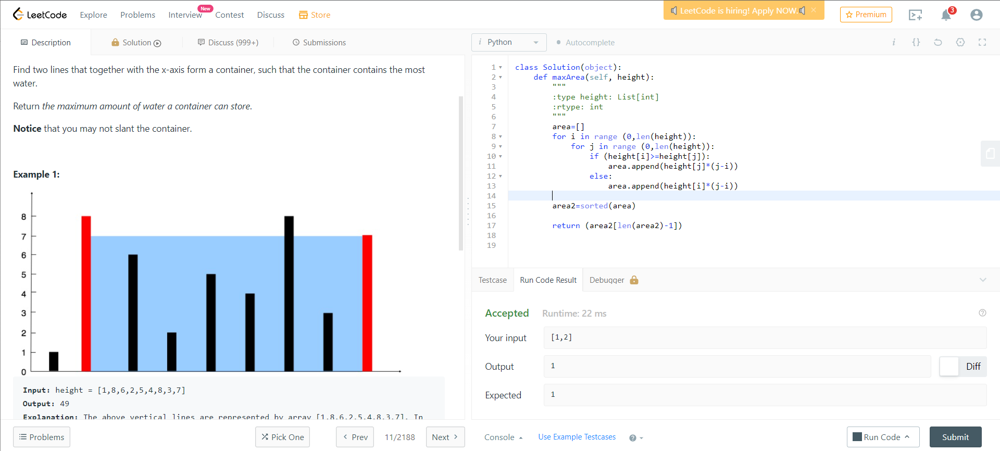 LeetCode
Explore
Problems
Interview
New
Contest
Discuss
Store
LeetCode is hiring! Apply NOW.
Premium
3
Description
Solution
Discuss (999+)
Submissions
Find two lines that together with the x-axis form a container, such that the container contains the most
water.
Return the maximum amount of water a container can store.
Notice that you may not slant the container.
Example 1:
8
7
6
5
4
3
2
1
0
Input: height = [1,8,6,2,5,4,8,3,7]
Output: 49
Explanation: The above vertical lines are represented by array [1,8,6,2,5,4,8,3,7]. In
Problems
Pick One
Prev
11/2188
Next
i Python
Autocomplete
i {}
1 class Solution(object):
2 def maxArea(self, height):
3 """
4 :type height: List[int]
5 :rtype: int
6 """
7 area=[]
8 for i in range (0,len(height)):
9 for j in range (0,len(height)):
10 if (height[i]>=height[j]):
11 area.append(height[j]*(j-i))
12 else:
13 area.append(height[i]*(j-i))
14
15 area2=sorted(area)
16
17 return (area2[len(area2)-1])
18
19
Testcase
Run Code Result
Debugger
Accepted
Runtime: 22 ms
Your input
[1,2]
Output
1
Diff
Expected
1
Console
Use Example Testcases
?
Run Code
Submit